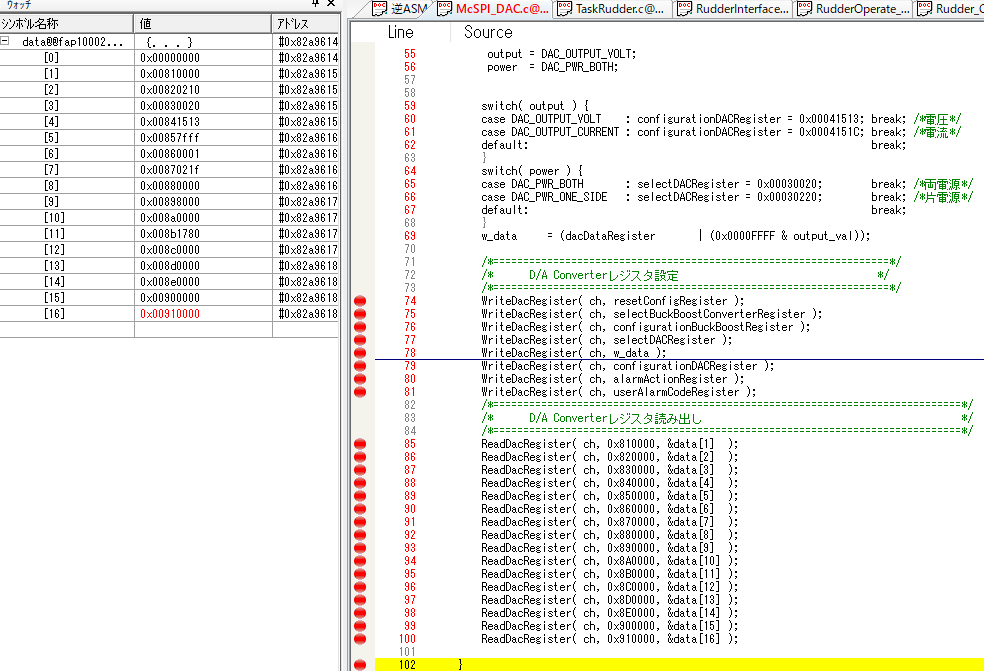 ウォッチ
シンボル名称 値 アドレス
data@@fap10002... {...} #0x82a9614
[0] 0x00000000 #0x82a9614
[1] 0x00810000 #0x82a9615
[2] 0x00820210 #0x82a9615
[3] 0x00830020 #0x82a9615
[4] 0x00841513 #0x82a9615
[5] 0x00857fff #0x82a9616
[6] 0x00860001 #0x82a9616
[7] 0x0087021f #0x82a9616
[8] 0x00880000 #0x82a9616
[9] 0x00898000 #0x82a9617
[10] 0x008a0000 #0x82a9617
[11] 0x008b1780 #0x82a9617
[12] 0x008c0000 #0x82a9617
[13] 0x008d0000 #0x82a9618
[14] 0x008e0000 #0x82a9618
[15] 0x00900000 #0x82a9618
[16] 0x00910000 #0x82a9618
逆ASM McSPI_DAC.c@... TaskRudder.c@... RudderInterface... RudderOperate_... Rudder_C
Line Source
55 output = DAC_OUTPUT_VOLT;
56 power = DAC_PWR_BOTH;
57
58
59 switch( output ) {
60 case DAC_OUTPUT_VOLT : configurationDACRegister = 0x00041513; break; /*電圧*/
61 case DAC_OUTPUT_CURRENT : configurationDACRegister = 0x0004151C; break; /*電流*/
62 default: break;
63 }
64 switch( power ) {
65 case DAC_PWR_BOTH : selectDACRegister = 0x00030020; break; /*両電源*/
66 case DAC_PWR_ONE_SIDE : selectDACRegister = 0x00030220; break; /*片電源*/
67 default: break;
68 }
69 w_data = (dacDataRegister | (0x0000FFFF & output_val));
70
71 /*=====================================================*/
72 /* D/A Converterレジスタ設定 */
73 /*=====================================================*/
74 WriteDacRegister( ch, resetConfigRegister );
75 WriteDacRegister( ch, selectBuckBoostConverterRegister );
76 WriteDacRegister( ch, configurationBuckBoostRegister );
77 WriteDacRegister( ch, selectDACRegister );
78 WriteDacRegister( ch, w_data );
79 WriteDacRegister( ch, configurationDACRegister );
80 WriteDacRegister( ch, alarmActionRegister );
81 WriteDacRegister( ch, userAlarmCodeRegister );
82 /*===============================================================*/
83 /* D/A Converterレジスタ読み出し */
84 /*===============================================================*/
85 ReadDacRegister( ch, 0x810000, &data[1] );
86 ReadDacRegister( ch, 0x820000, &data[2] );
87 ReadDacRegister( ch, 0x830000, &data[3] );
88 ReadDacRegister( ch, 0x840000, &data[4] );
89 ReadDacRegister( ch, 0x850000, &data[5] );
90 ReadDacRegister( ch, 0x860000, &data[6] );
91 ReadDacRegister( ch, 0x870000, &data[7] );
92 ReadDacRegister( ch, 0x880000, &data[8] );
93 ReadDacRegister( ch, 0x890000, &data[9] );
94 ReadDacRegister( ch, 0x8A0000, &data[10] );
95 ReadDacRegister( ch, 0x8B0000, &data[11] );
96 ReadDacRegister( ch, 0x8C0000, &data[12] );
97 ReadDacRegister( ch, 0x8D0000, &data[13] );
98 ReadDacRegister( ch, 0x8E0000, &data[14] );
99 ReadDacRegister( ch, 0x900000, &data[15] );
100 ReadDacRegister( ch, 0x910000, &data[16] );
101
102 }